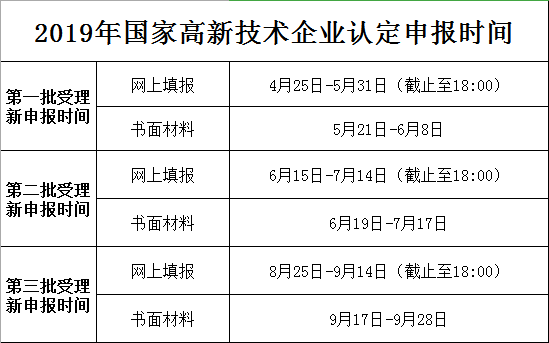 2019年国家高新技术企业认定申报时间
第一批受理
新申报时间
网上填报
4月25日-5月31日（截止至18:00）
书面材料
5月21日-6月8日
第二批受理
新申报时间
网上填报
6月15日-7月14日（截止至18:00）
书面材料
6月19日-7月17日
第三批受理
新申报时间
网上填报
8月25日-9月14日（截止至18:00）
书面材料
9月17日-9月28日